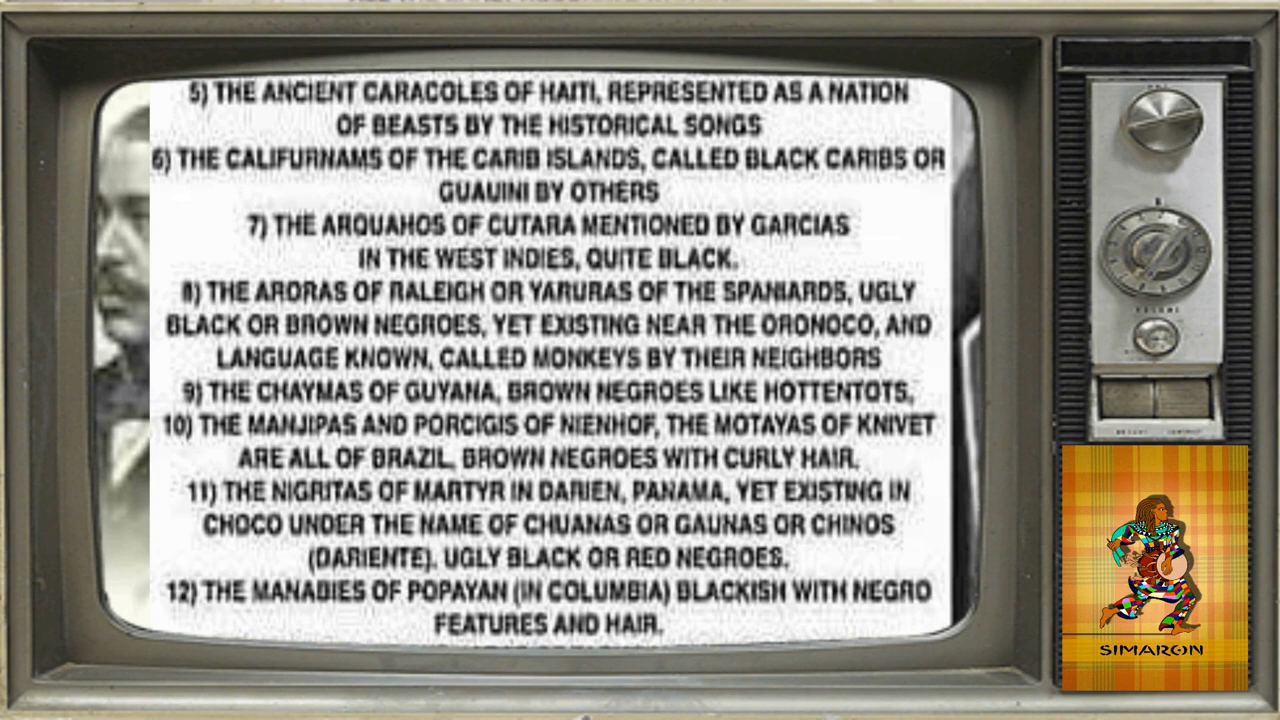 5) THE ANCIENT CARACOLES OF HAITI, REPRESENTED AS A NATION
OF BEASTS BY THE HISTORICAL SONGS
6) THE CALIFURNAMS OF THE CARIB ISLANDS, CALLED BLACK CARIBS OR
GUAUINI BY OTHERS
7) THE ARQUAHOS OF CUTARA MENTIONED BY GARCIAS
IN THE WEST INDIES, QUITE BLACK.
8) THE ARORAS OF RALEIGH OR YARURAS OF THE SPANIARDS, UGLY
BLACK OR BROWN NEGROES, YET EXISTING NEAR THE ORONOCO, AND
LANGUAGE KNOWN, CALLED MONKEYS BY THEIR NEIGHBORS
9) THE CHAYMAS OF GUYANA, BROWN NEGROES LIKE HOTTENTOTS,
10) THE MANJIPAS AND PORCIGIS OF NIENHOF, THE MOTAYAS OF KNIVET
ARE ALL OF BRAZIL, BROWN NEGROES WITH CURLY HAIR.
11) THE NIGRITAS OF MARTYR IN DARIEN, PANAMA, YET EXISTING IN
CHOCO UNDER THE NAME OF CHUANAS OR GAUNAS OR CHINOS
(DARIENTE). UGLY BLACK OR RED NEGROES.
12) THE MANABIES OF POPAYAN (IN COLUMBIA) BLACKISH WITH NEGRO
FEATURES AND HAIR.
VOLUME
SIMARON